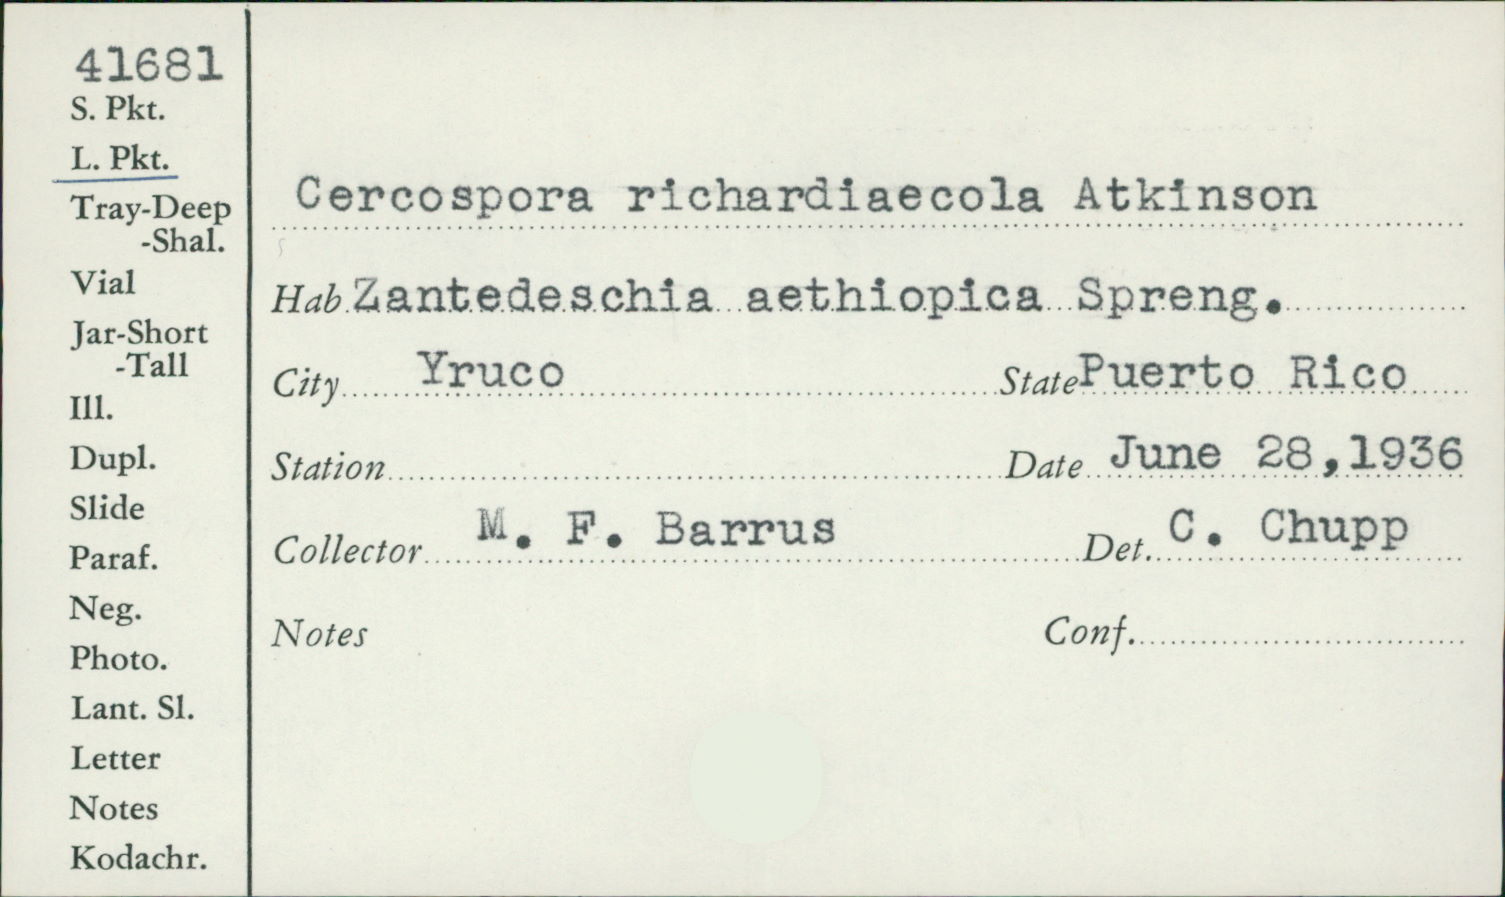 41681
S. Pkt.
L. Pkt.
Tray-Deep
-Shal.
Vial
Jar-Short
-Tall
Ill.
Dupl.
Slide
Paraf.
Neg.
Photo.
Lant. Sl.
Letter
Notes
Kodachr.
Cercospora richardiaecola Atkinson
Hab Zantedeschia aethiopica Spreng.
City Yruco State Puerto Rico
Station Date June 28,1936
Collector M. F. Barrus Det. C. Chupp
Notes Conf.